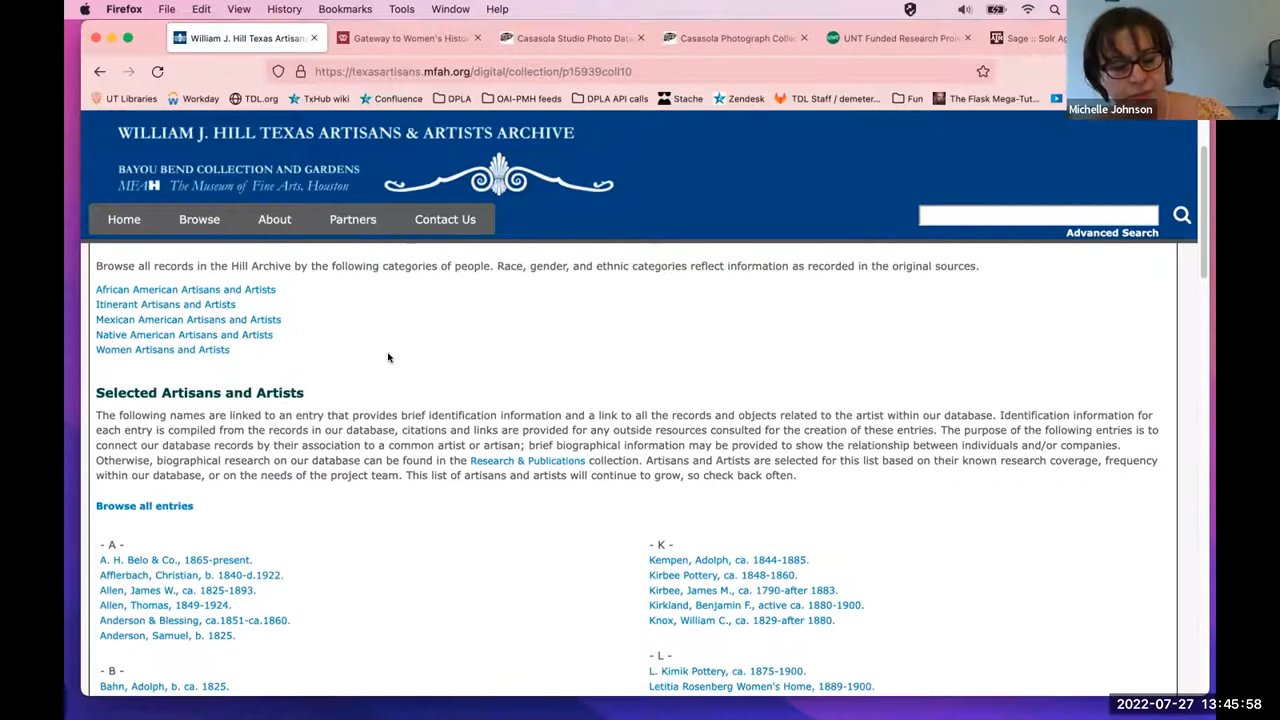 Firefox File Edit View History Bookmarks Tools Window Help
William J. Hill Texas Artisans
Gateway to Women's Histo
Casasola Studio Photo Data
Casasola Photograph Collec
UNT Funded Research Pro
Sage :: Solr Ag
https://texasartisans.mfah.org/digital/collection/p15939coll10
UT Libraries Workday TDL.org TxHub wiki Confluence DPLA OAI-PMH feeds DPLA API calls Stache Zendesk TDL Staff / demeter... Fun The Flask Mega-Tut...
Michelle Johnson
WILLIAM J. HILL TEXAS ARTISANS & ARTISTS ARCHIVE
BAYOU BEND COLLECTION AND GARDENS
MFAH The Museum of Fine Arts, Houston
Home Browse About Partners Contact Us
Advanced Search
Browse all records in the Hill Archive by the following categories of people. Race, gender, and ethnic categories reflect information as recorded in the original sources.
African American Artisans and Artists
Itinerant Artisans and Artists
Mexican American Artisans and Artists
Native American Artisans and Artists
Women Artisans and Artists
Selected Artisans and Artists
The following names are linked to an entry that provides brief identification information and a link to all the records and objects related to the artist within our database. Identification information for
each entry is compiled from the records in our database, citations and links are provided for any outside resources consulted for the creation of these entries. The purpose of the following entries is to
connect our database records by their association to a common artist or artisan; brief biographical information may be provided to show the relationship between individuals and/or companies.
Otherwise, biographical research on our database can be found in the Research & Publications collection. Artisans and Artists are selected for this list based on their known research coverage, frequency
within our database, or on the needs of the project team. This list of artisans and artists will continue to grow, so check back often.
Browse all entries
- A -
A. H. Belo & Co., 1865-present.
Afflerbach, Christian, b. 1840-d.1922.
Allen, James W., ca. 1825-1893.
Allen, Thomas, 1849-1924.
Anderson & Blessing, ca.1851-ca.1860.
Anderson, Samuel, b. 1825.
- B -
Bahn, Adolph, b. ca. 1825.
- K -
Kempen, Adolph, ca. 1844-1885.
Kirbee Pottery, ca. 1848-1860.
Kirbee, James M., ca. 1790-after 1883.
Kirkland, Benjamin F., active ca. 1880-1900.
Knox, William C., ca. 1829-after 1880.
- L -
L. Kimik Pottery, ca. 1875-1900.
Letitia Rosenberg Women's Home, 1889-1900.
2022-07-27 13:45:58